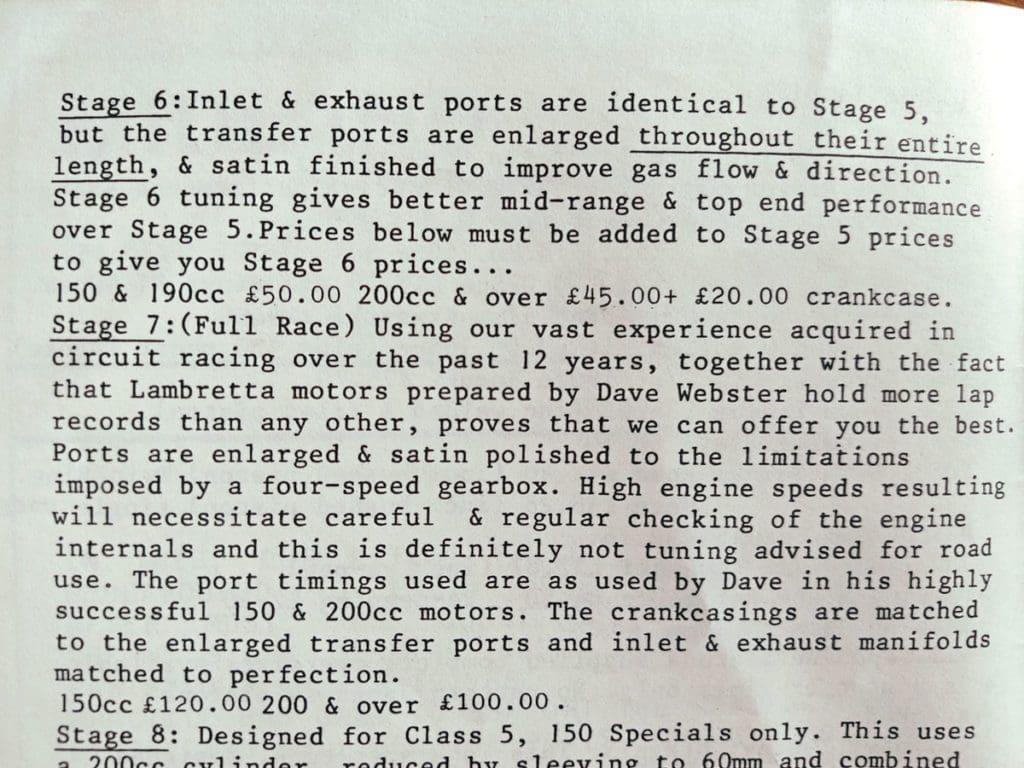 Stage 6:Inlet & exhaust ports are identical to Stage 5,
but the transfer ports are enlarged throughout their entire
length, & satin finished to improve gas flow & direction.
Stage 6 tuning gives better mid-range & top end performance
over Stage 5.Prices below must be added to Stage 5 prices
to give you Stage 6 prices...
150 & 190cc £50.00 200cc & over £45.00+ £20.00 crankcase.
Stage 7:(Full Race) Using our vast experience acquired in
circuit racing over the past 12 years, together with the fact
that Lambretta motors prepared by Dave Webster hold more lap
records than any other, proves that we can offer you the best.
Ports are enlarged & satin polished to the limitations
imposed by a four-speed gearbox. High engine speeds resulting
will necessitate careful & regular checking of the engine
internals and this is definitely not tuning advised for road
use. The port timings used are as used by Dave in his highly
successful 150 & 200cc motors. The crankcasings are matched
to the enlarged transfer ports and inlet & exhaust manifolds
matched to perfection.
150cc £120.00 200 & over £100.00.
Stage 8: Designed for Class 5, 150 Specials only. This uses
a 200cc cylinder, reduced by sleeving to 60mm and combined